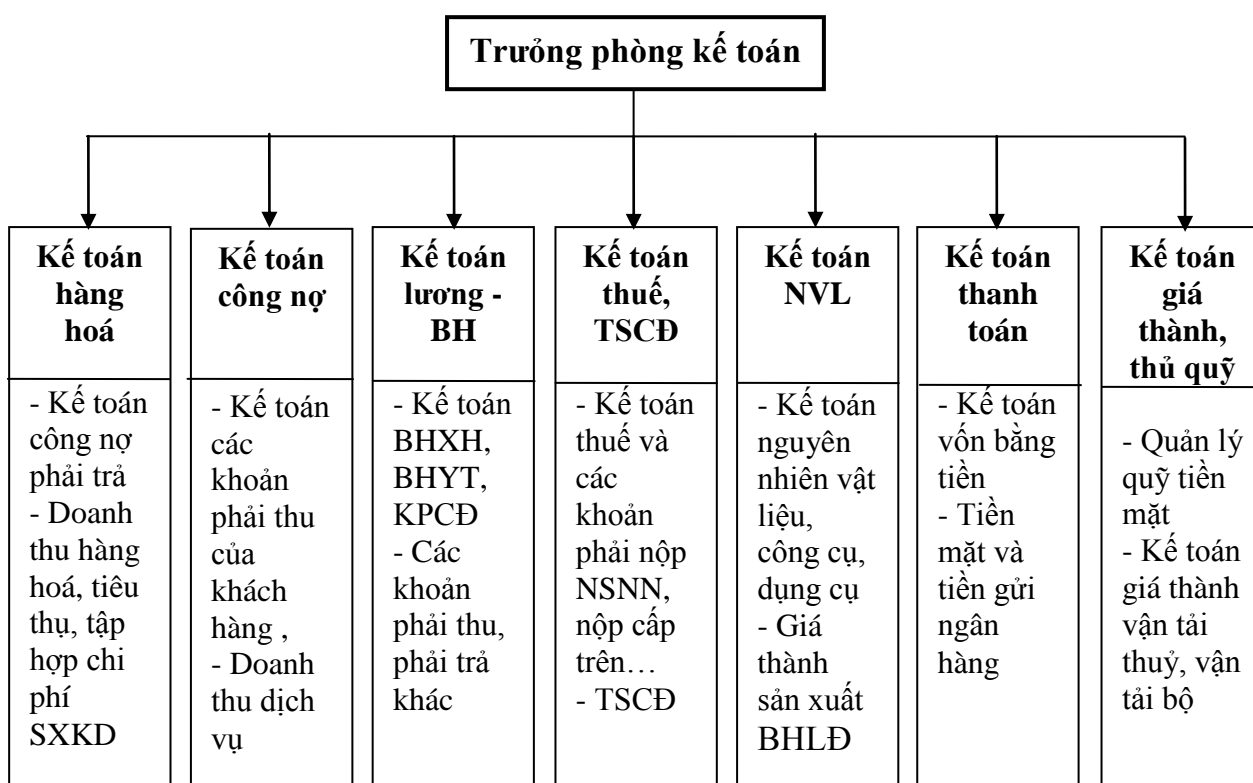 Trưởng phòng kế toán
Kế toán
hàng
hoá
- Kế toán
công nợ
phải trả
- Doanh
thu hàng
hoá, tiêu
thụ, tập
hợp chi
phí
SXKD
Kế toán
công nợ
- Kế toán
các
khoản
phải thu
của
khách
hàng ,
- Doanh
thu dịch
vụ
Kế toán
lương -
BH
- Kế toán
BHXH,
BHYT,
KPCĐ
- Các
khoản
phải thu,
phải trả
khác
Kế toán
thuế,
TSCĐ
- Kế toán
thuế và
các
khoản
phải nộp
NSNN,
nộp cấp
trên…
- TSCĐ
Kế toán
NVL
- Kế toán
nguyên
nhiên vật
liệu,
công cụ,
dụng cụ
- Giá
thành
sản xuất
BHLĐ
Kế toán
thanh
toán
- Kế toán
vốn bằng
tiền
- Tiền
mặt và
tiền gửi
ngân
hàng
Kế toán
giá
thành,
thủ quỹ
- Quản lý
quỹ tiền
mặt
- Kế toán
giá thành
vận tải
thuỷ, vận
tải bộ